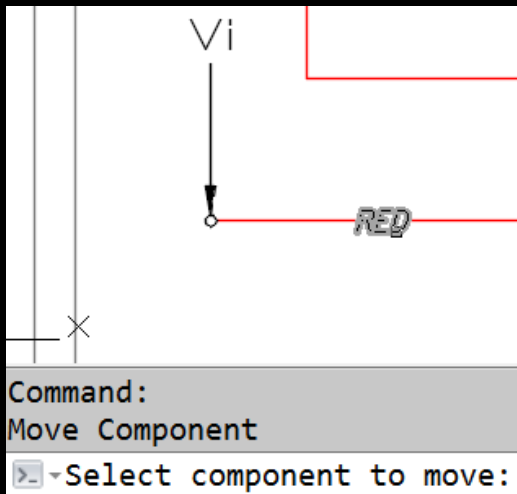 Vi
RED
Command:
Move Component
Select component to move: